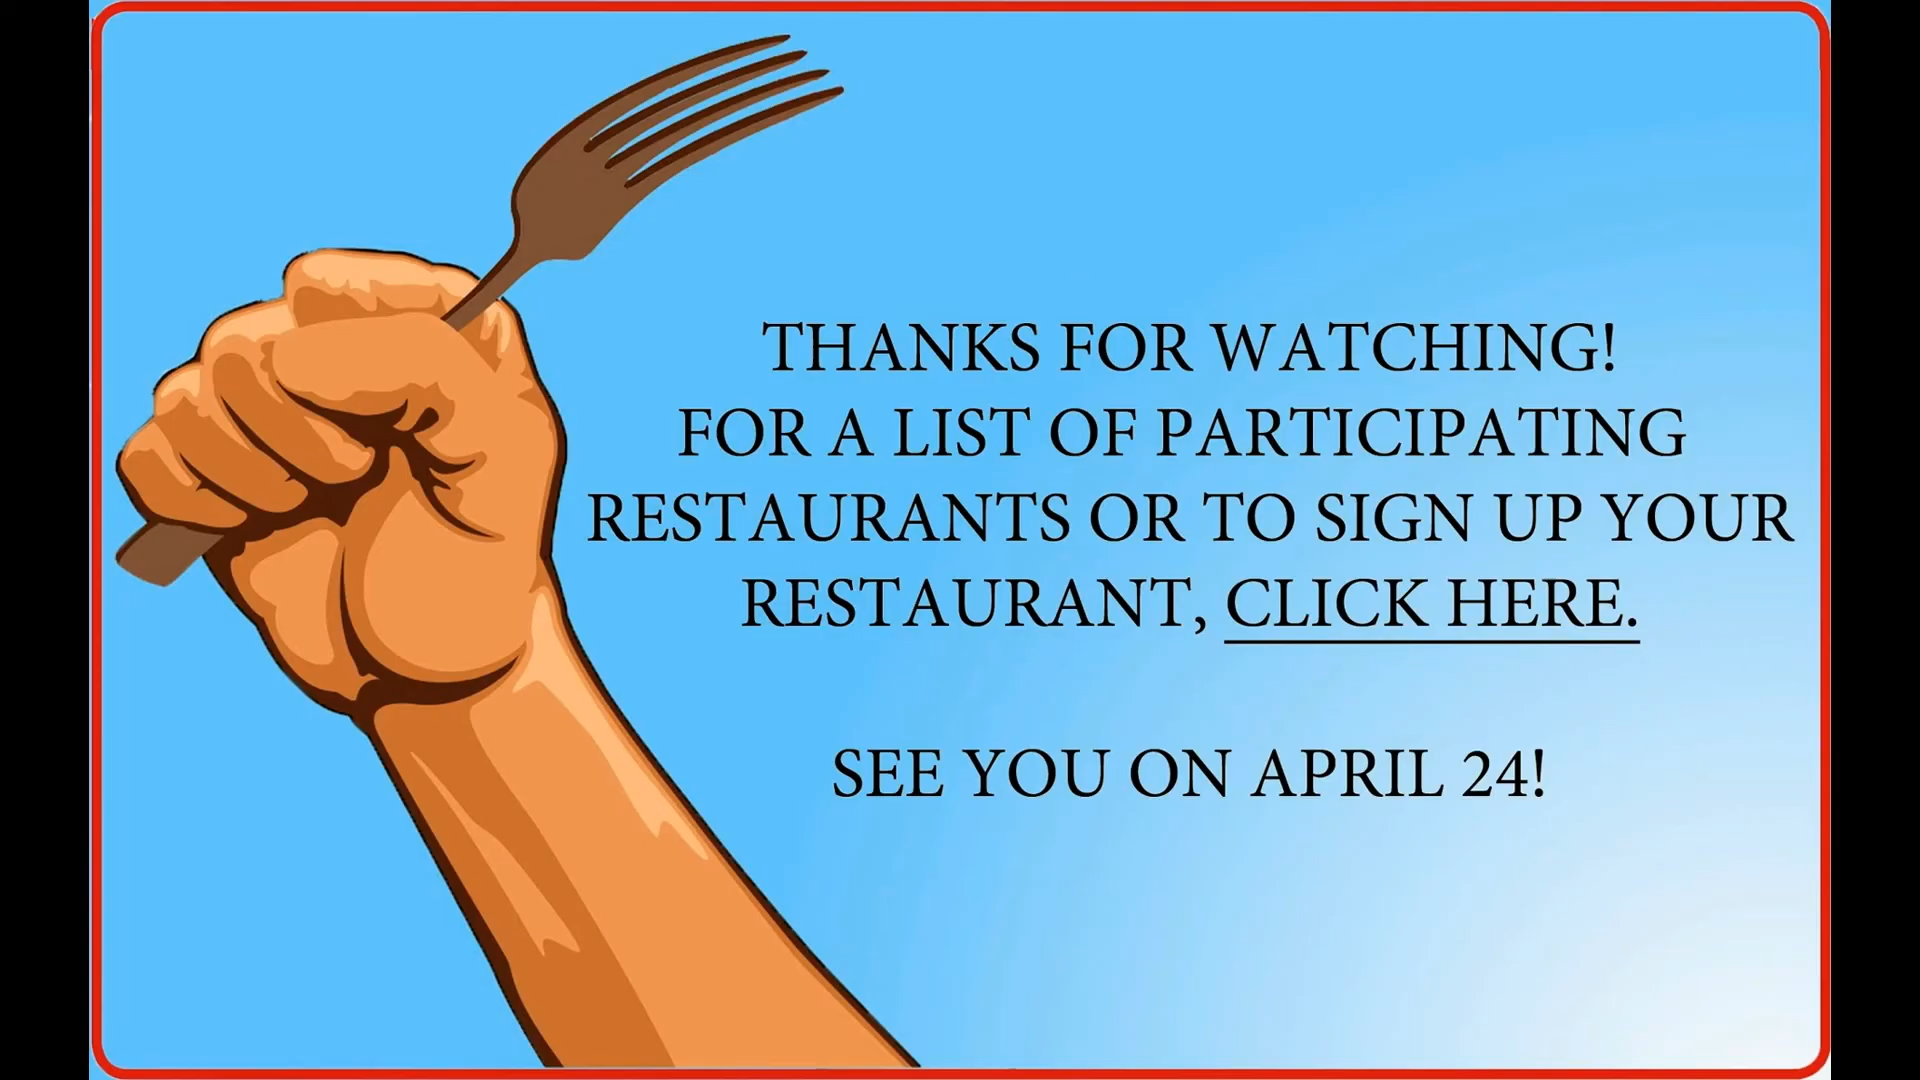 THANKS FOR WATCHING!
FOR A LIST OF PARTICIPATING
RESTAURANTS OR TO SIGN UP YOUR
RESTAURANT, CLICK HERE.
SEE YOU ON APRIL 24!